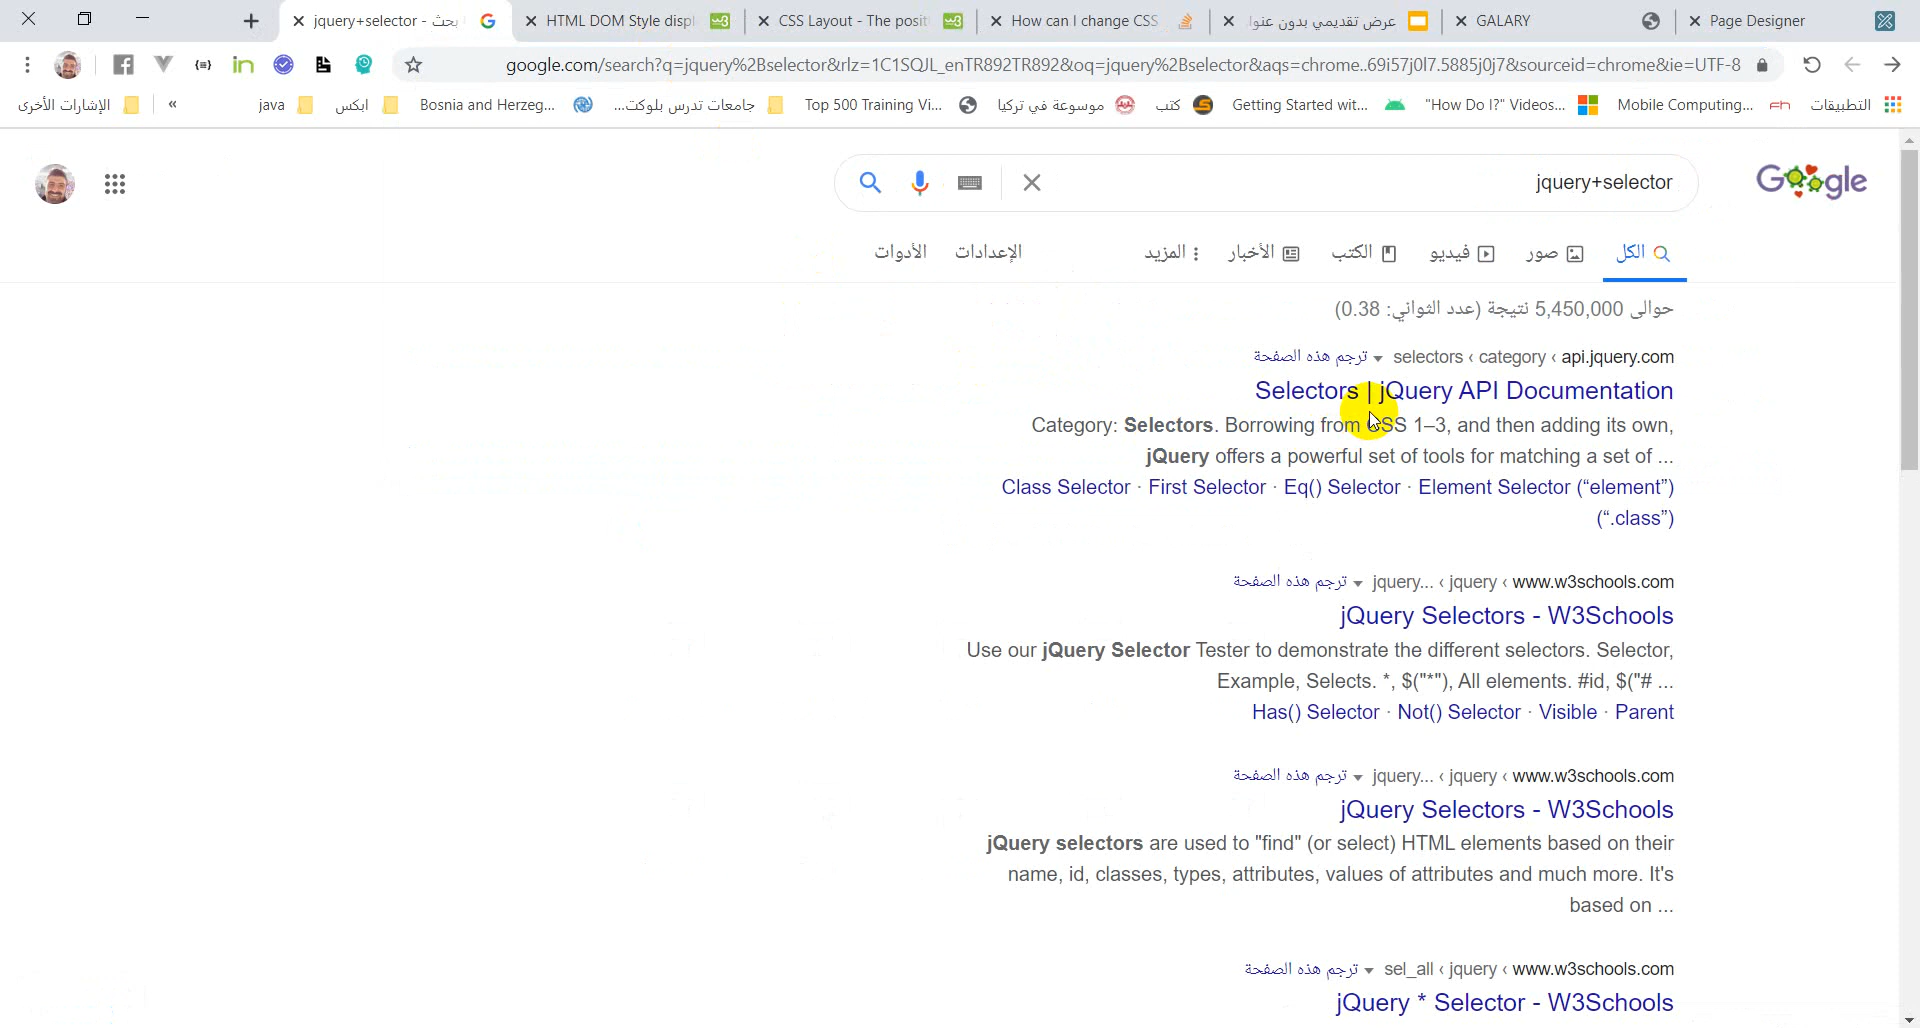 jquery+selector - بحث
HTML DOM Style displ
CSS Layout - The posit
How can I change CSS
عرض تقديمي بدون عنوا
GALARY
Page Designer
google.com/search?q=jquery%2Bselector&rlz=1C1SQJL_enTR892TR892&oq=jquery%2Bselector&aqs=chrome..69i57j0l7.5885j0j7&sourceid=chrome&ie=UTF-8
التطبيقات
Mobile Computing...
"How Do I?" Videos...
Getting Started wit...
كتب
موسوعة في تركيا
Top 500 Training Vi...
جامعات تدرس بلوكت...
Bosnia and Herzeg...
ابكس
java
»
الإشارات الأخرى
Google
jquery+selector
الكل
صور
فيديو
الكتب
الأخبار
المزيد
الإعدادات
الأدوات
حوالى 5,450,000 نتيجة (عدد الثواني: 0.38)
api.jquery.com › category › selectors ترجم هذه الصفحة
Selectors | jQuery API Documentation
Category: Selectors. Borrowing from CSS 1–3, and then adding its own,
jQuery offers a powerful set of tools for matching a set of ...
Class Selector · First Selector · Eq() Selector · Element Selector (“element”)
(“.class”)
www.w3schools.com › jquery › jquery... ترجم هذه الصفحة
jQuery Selectors - W3Schools
Use our jQuery Selector Tester to demonstrate the different selectors. Selector,
Example, Selects. *, $("*"), All elements. #id, $("# ...
Has() Selector · Not() Selector · Visible · Parent
www.w3schools.com › jquery › jquery... ترجم هذه الصفحة
jQuery Selectors - W3Schools
jQuery selectors are used to "find" (or select) HTML elements based on their
name, id, classes, types, attributes, values of attributes and much more. It's
based on ...
www.w3schools.com › jquery › sel_all ترجم هذه الصفحة
jQuery * Selector - W3Schools